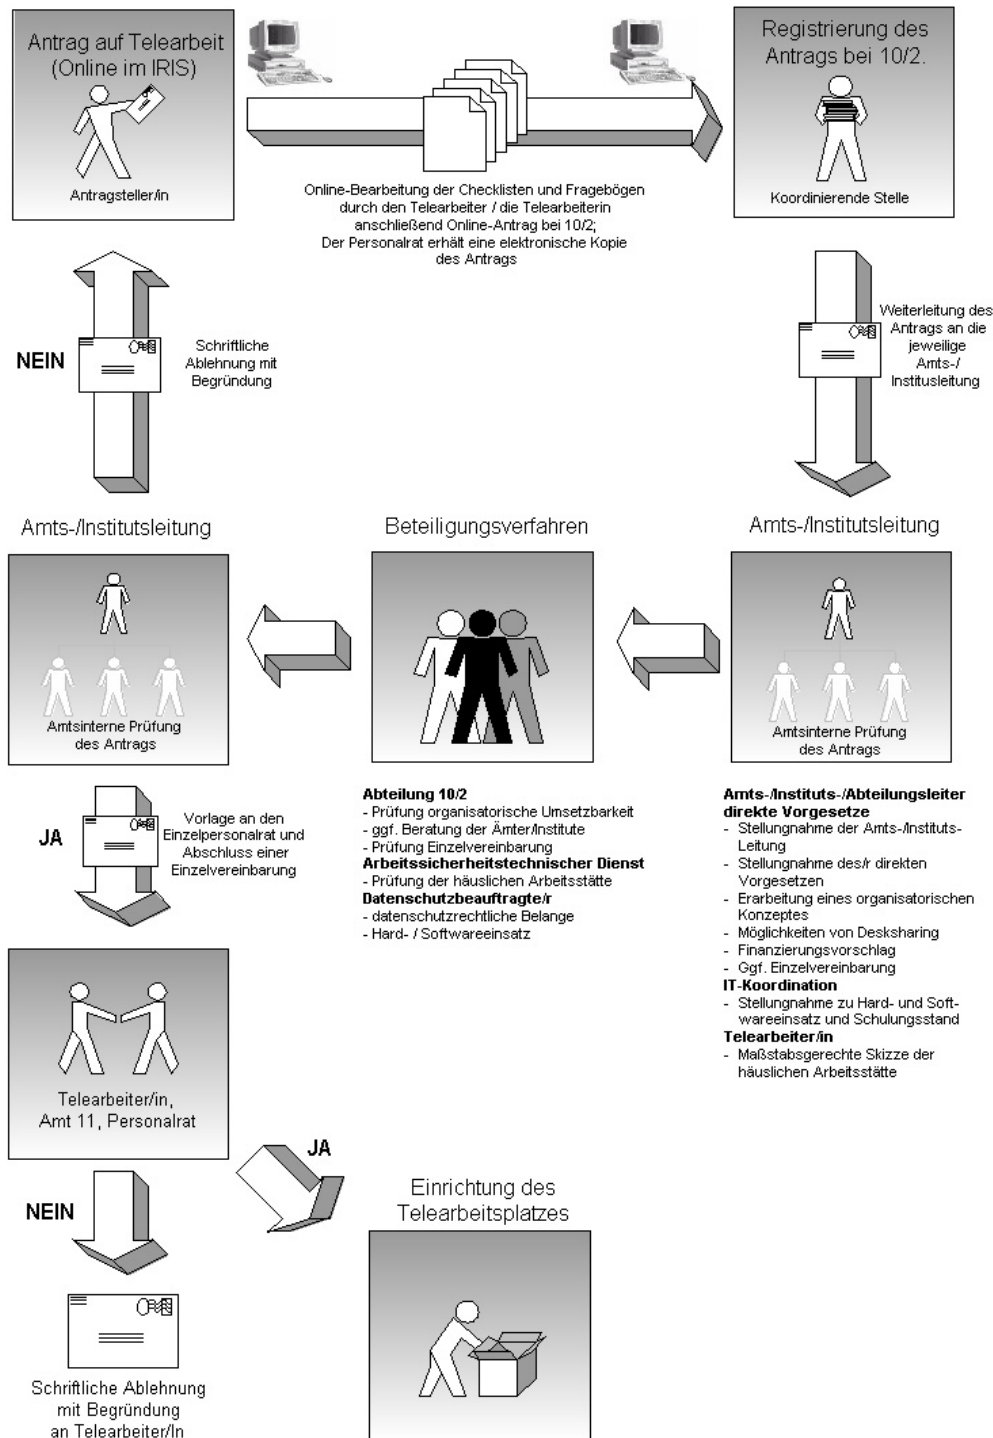 Antrag auf Telearbeit
(Online im IRIS)
Antragsteller/in
Online-Bearbeitung der Checklisten und Fragebögen
durch den Telearbeiter / die Telearbeiterin
anschließend Online-Antrag bei 10/2;
Der Personalrat erhält eine elektronische Kopie
des Antrags
Registrierung des
Antrags bei 10/2.
Koordinierende Stelle
NEIN
Schriftliche
Ablehnung mit
Begründung
Weiterleitung des
Antrags an die
jeweilige
Amts-/
Institusleitung
Amts-/Institutsleitung
Amtsinterne Prüfung
des Antrags
Beteiligungsverfahren
Amts-/Institutsleitung
Amtsinterne Prüfung
des Antrags
JA
Vorlage an den
Einzelpersonalrat und
Abschluss einer
Einzelvereinbarung
Abteilung 10/2
- Prüfung organisatorische Umsetzbarkeit
- ggf. Beratung der Ämter/Institute
- Prüfung Einzelvereinbarung
Arbeitssicherheitstechnischer Dienst
- Prüfung der häuslichen Arbeitsstätte
Datenschutzbeauftragte/r
- datenschutzrechtliche Belange
- Hard- / Softwareeinsatz
Amts-/Instituts-/Abteilungsleiter
direkte Vorgesetze
- Stellungnahme der Amts-/Instituts-
Leitung
- Stellungnahme des/r direkten
Vorgesetzen
- Erarbeitung eines organisatorischen
Konzeptes
- Möglichkeiten von Desksharing
- Finanzierungsvorschlag
- Ggf. Einzelvereinbarung
IT-Koordination
- Stellungnahme zu Hard- und Soft-
wareeinsatz und Schulungsstand
Telearbeiter/in
- Maßstabsgerechte Skizze der
häuslichen Arbeitsstätte
Telearbeiter/in,
Amt 11, Personalrat
JA
NEIN
Einrichtung des
Telearbeitsplatzes
Schriftliche Ablehnung
mit Begründung
an Telearbeiter/In